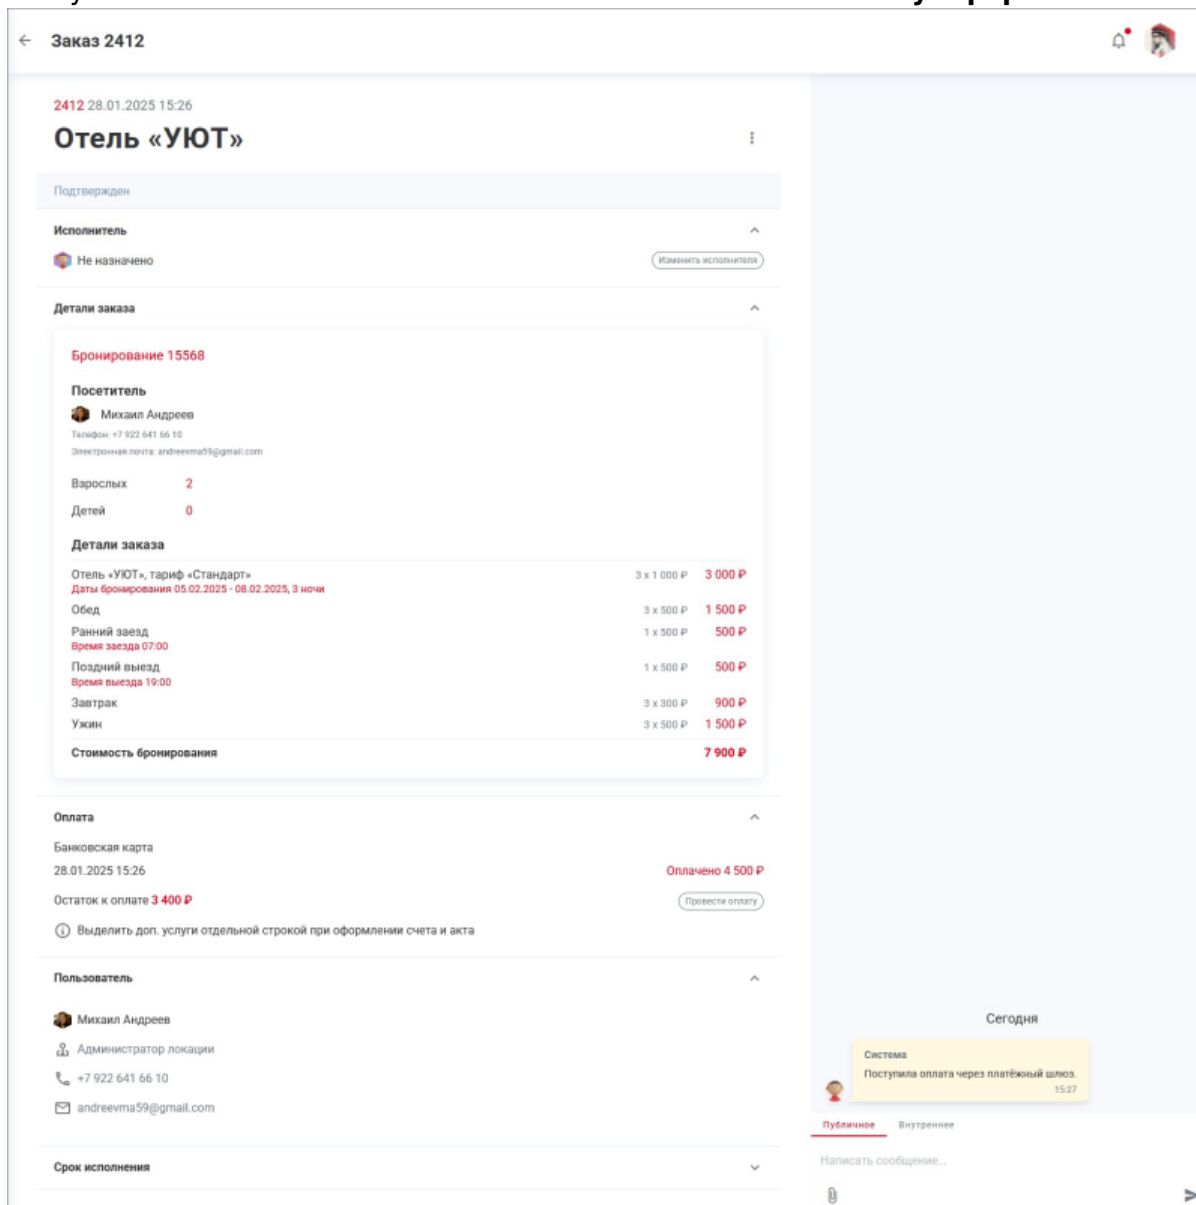 Заказ 2412
2412 28.01.2025 15:26
Отель «УЮТ»
Подтвержден
Исполнитель
Не назначено
Изменить исполнителя
Детали заказа
Бронирование 15568
Посетитель
Михаил Андреев
Телефон: +7 922 641 66 10
Электронная почта: andreevma59@gmail.com
Взрослых 2
Детей 0
Детали заказа
Отель «УЮТ», тариф «Стандарт» 3 x 1 000 ₽ 3 000 ₽
Даты бронирования 05.02.2025 - 08.02.2025, 3 ночи
Обед 3 x 500 ₽ 1 500 ₽
Ранний заезд 1 x 500 ₽ 500 ₽
Время заезда 07:00
Поздний выезд 1 x 500 ₽ 500 ₽
Время выезда 19:00
Завтрак 3 x 300 ₽ 900 ₽
Ужин 3 x 500 ₽ 1 500 ₽
Стоимость бронирования 7 900 ₽
Оплата
Банковская карта
28.01.2025 15:26 Оплачено 4 500 ₽
Остаток к оплате 3 400 ₽ Провести оплату
Выделить доп. услуги отдельной строкой при оформлении счета и акта
Пользователь
Михаил Андреев
Администратор локации
+7 922 641 66 10
andreevma59@gmail.com
Срок исполнения
Сегодня
Система
Поступила оплата через платёжный шлюз.
15:27
Публичное Внутреннее
Написать сообщение...